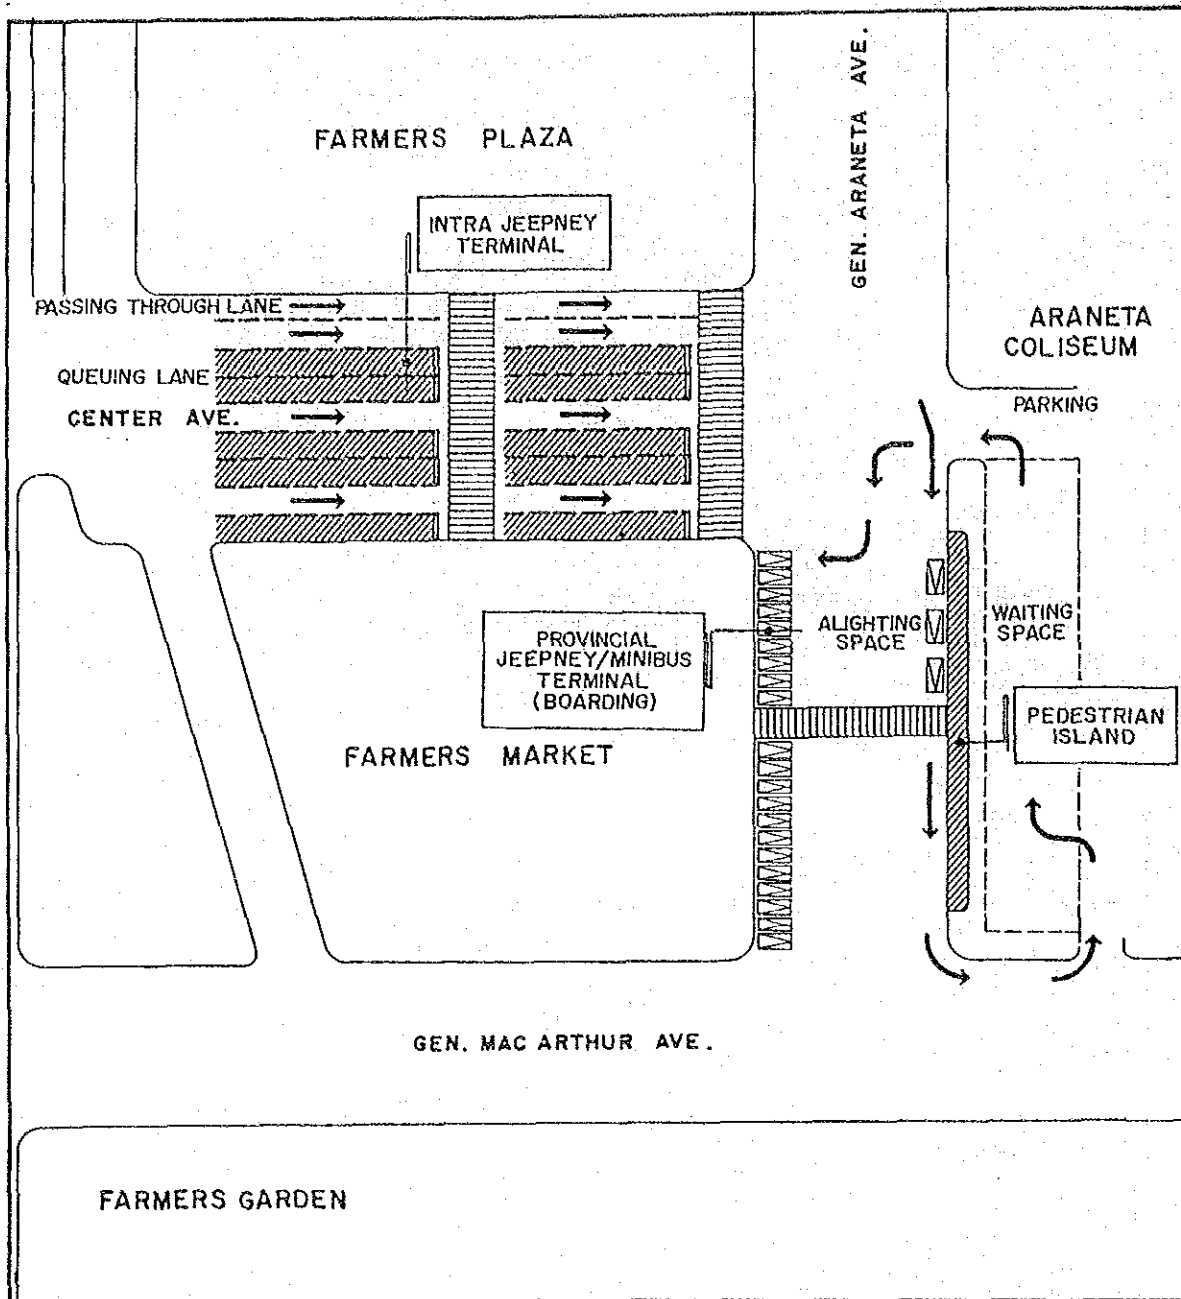 GEN. ARANETA AVE.
FARMERS PLAZA
INTRA JEEPNEY
TERMINAL
PASSING THROUGH LANE
ARANETA
COLISEUM
QUEUING LANE
CENTER AVE.
PARKING
PROVINCIAL
JEEPNEY/MINIBUS
TERMINAL
(BOARDING)
ALIGHTING
SPACE
WAITING
SPACE
PEDESTRIAN
ISLAND
FARMERS MARKET
GEN. MAC ARTHUR AVE.
FARMERS GARDEN